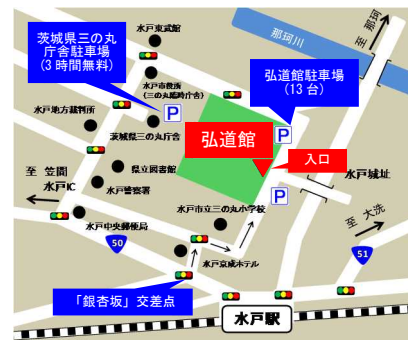 水戸東武館
至 那珂
茨城県三の丸
庁舎駐車場
(3時間無料)
那珂川
弘道館駐車場
(13台)
水戸市役所
(三の丸臨時庁舎)
P
水戸地方裁判所
茨城県三の丸庁舎
P
弘道館
入口
至 笠間
水戸IC
県立図書館
水戸警察署
P
水戸城址
水戸市立三の丸小学校
至 大洗
水戸中央郵便局
50
水戸京成ホテル
51
「銀杏坂」交差点
水戸駅